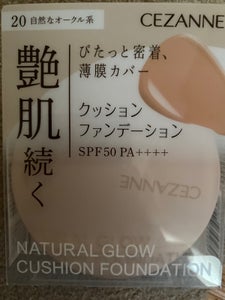 20 自然なオークル系
CEZANNE
艶肌続く
ぴたっと密着、
薄膜カバー
クッション
ファンデーション
SPF50 PA++++
CEZANNE
NATURAL GLOW
CUSHION FOUNDATION